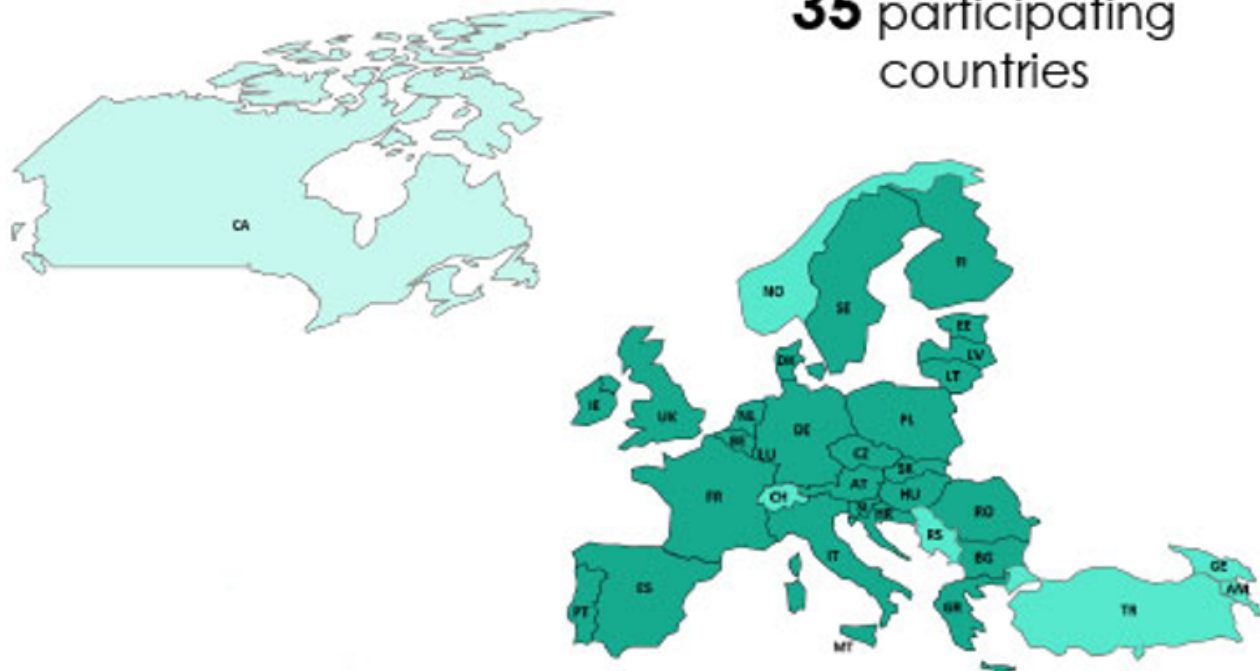 35 participating
countries
CA
NO
SE
FI
EE
LV
LT
DK
IE
UK
NL
BE
LU
DE
PL
CZ
SK
AT
HU
FR
CH
SI
HR
RO
RS
BG
IT
ES
PT
GR
MT
TR
GE
AM